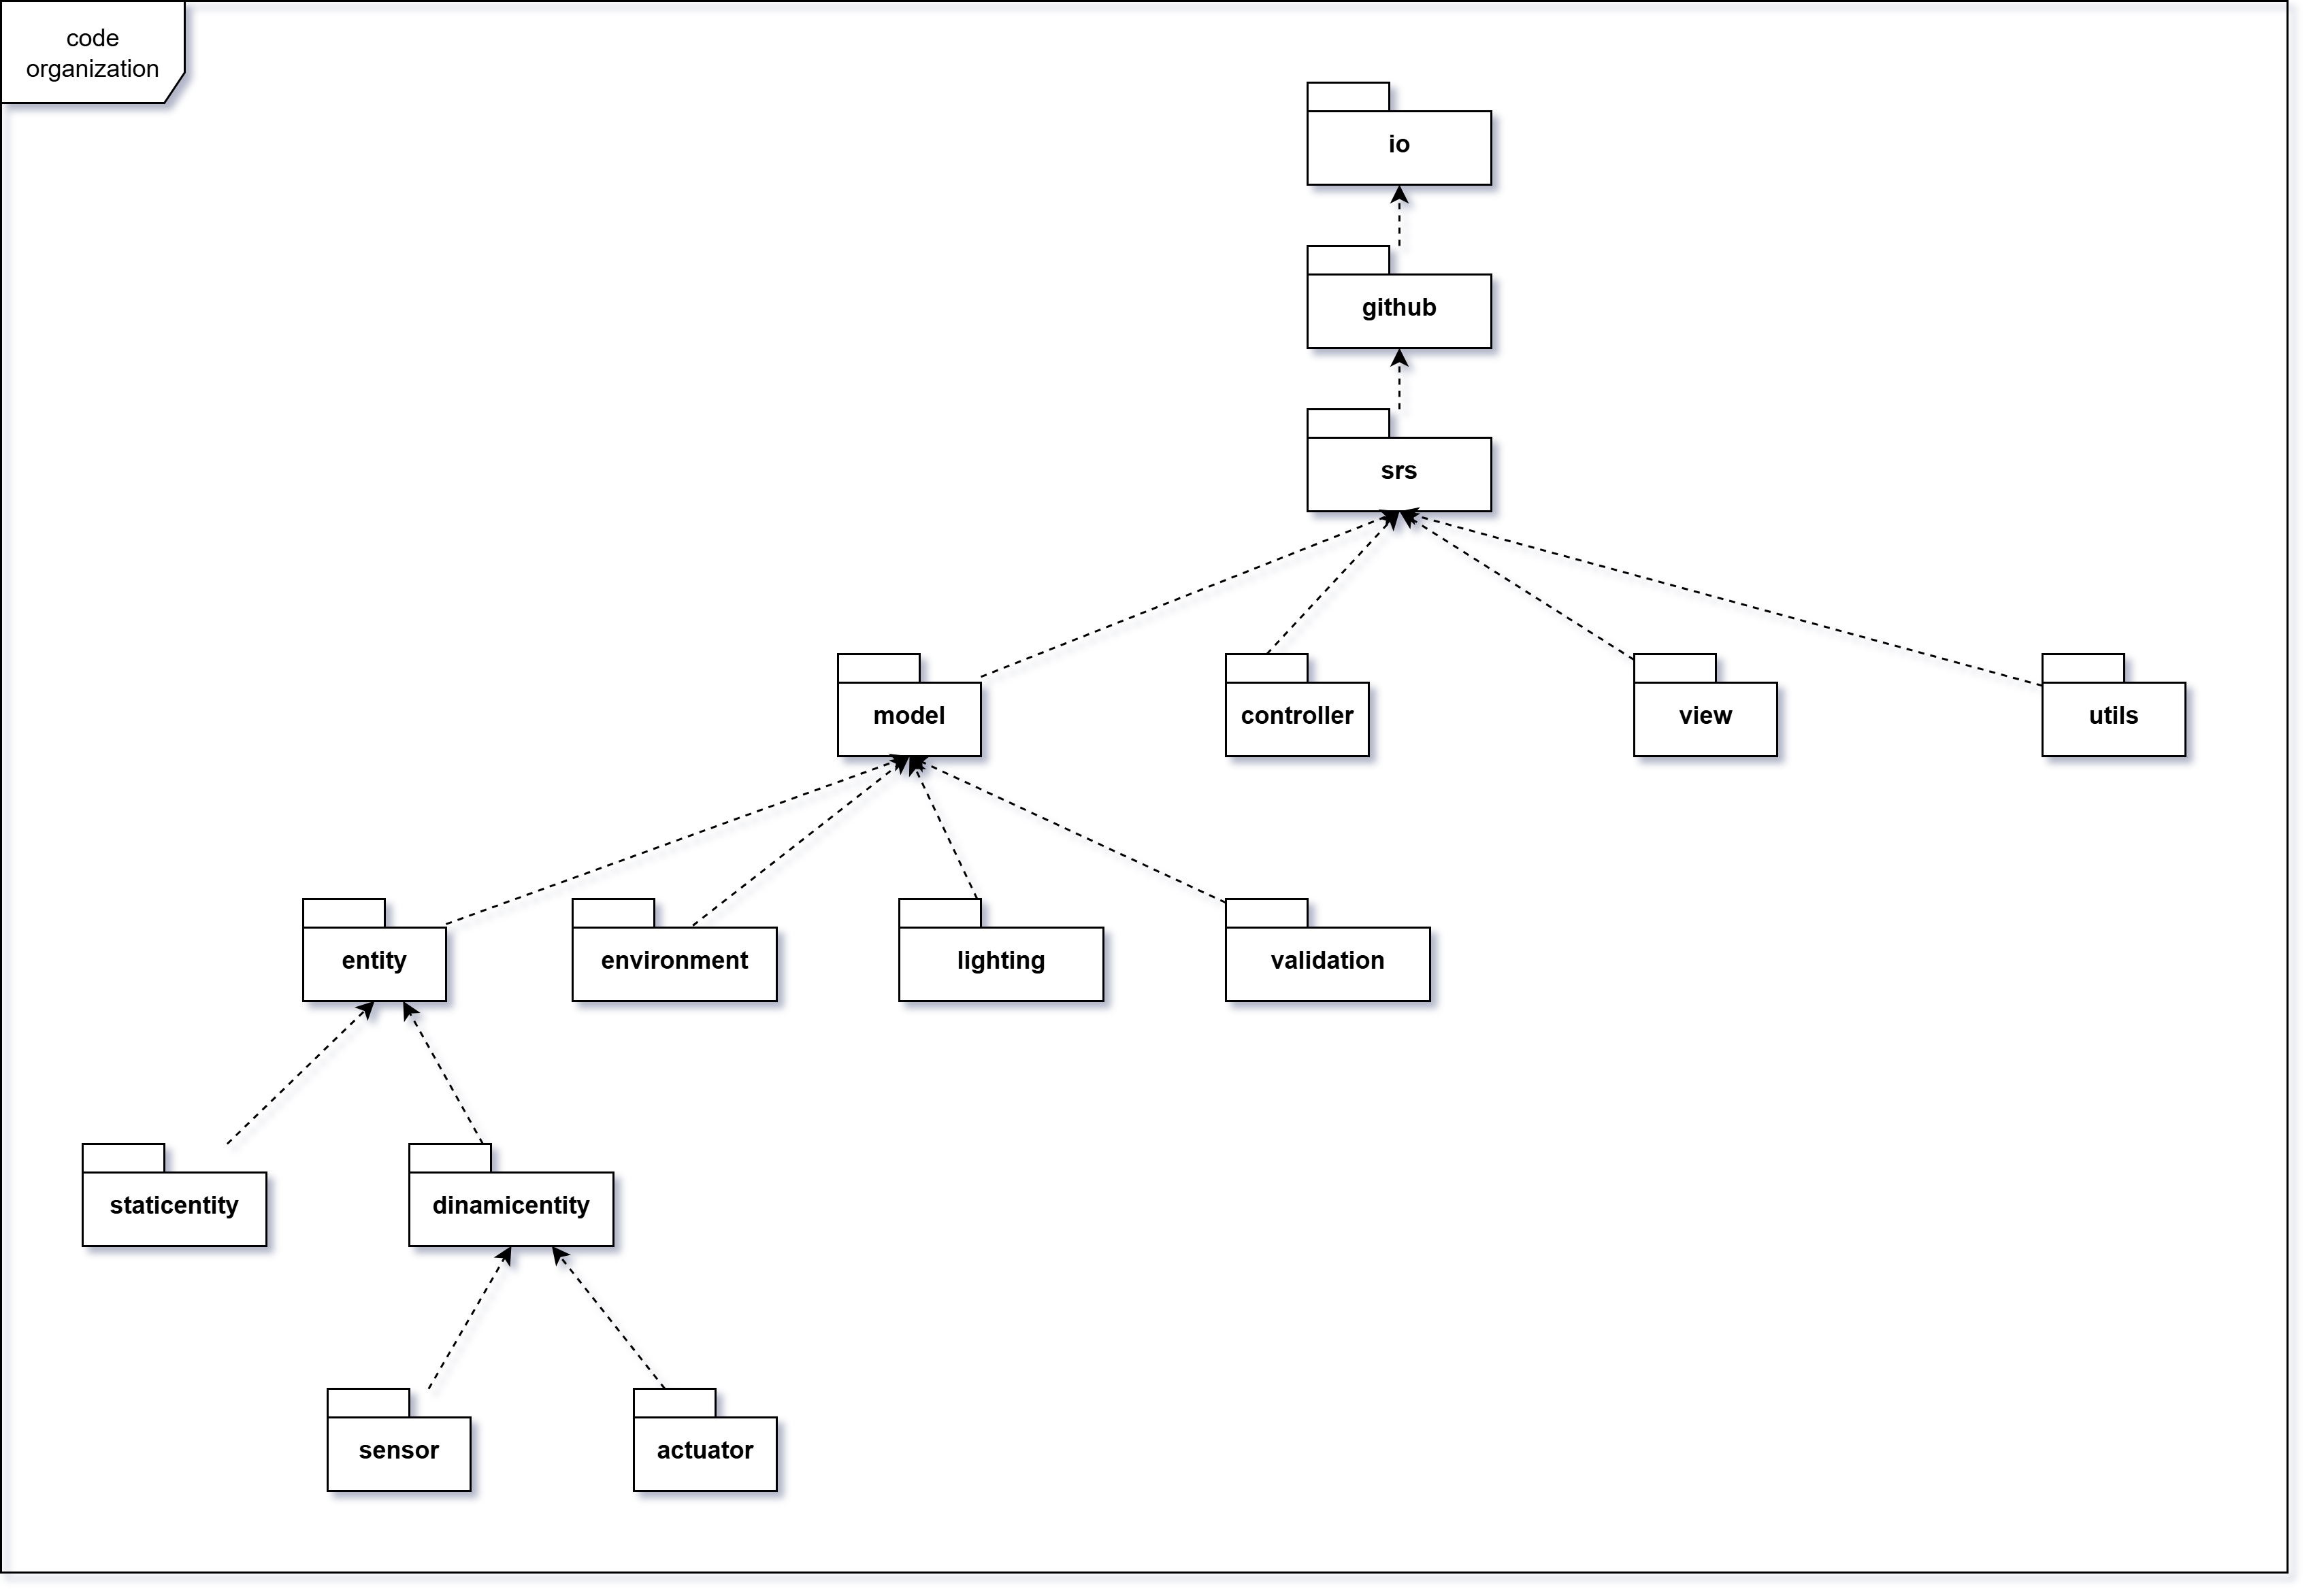 code
organization
io
github
srs
model
controller
view
utils
entity
environment
lighting
validation
staticentity
dinamicentity
sensor
actuator